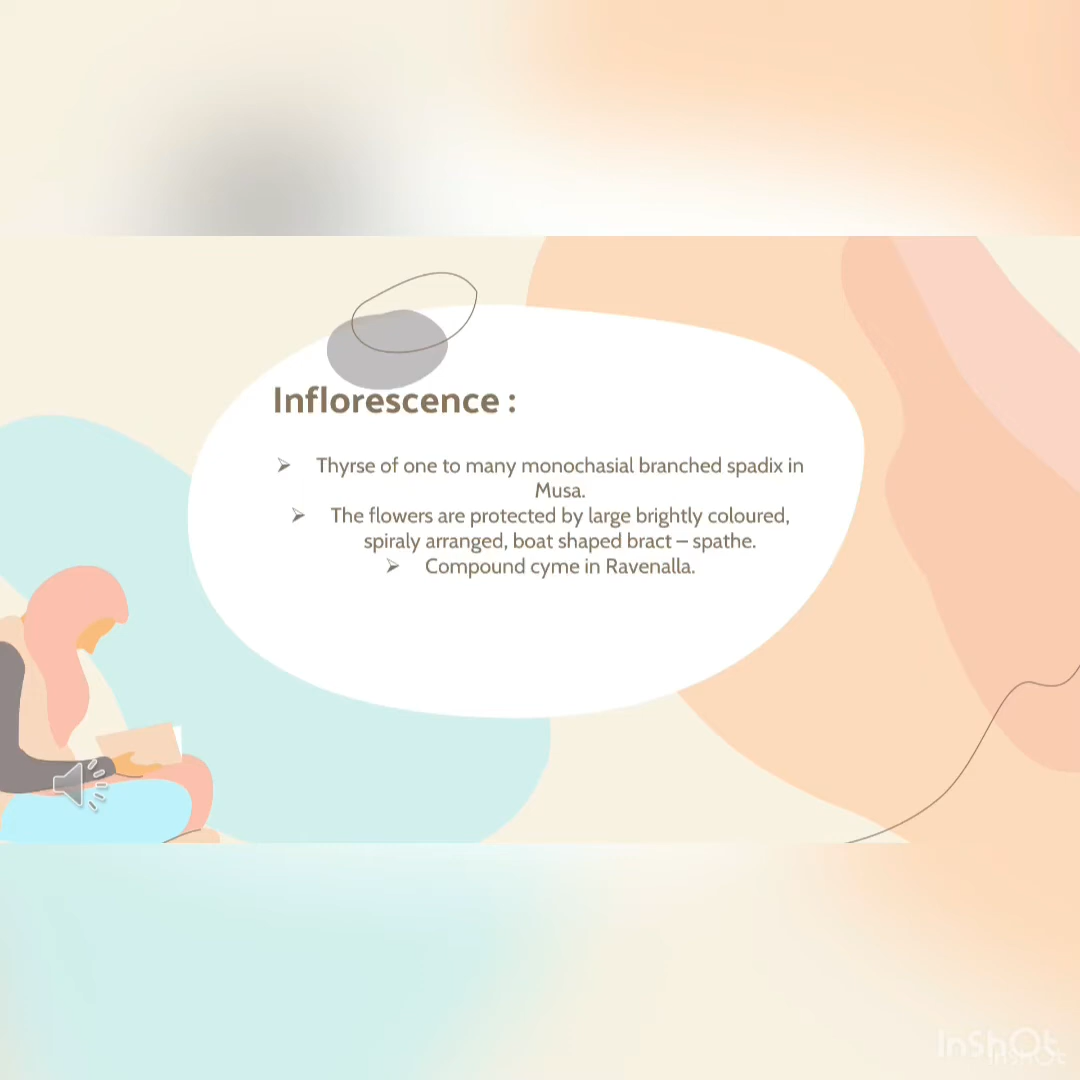 Inflorescence :
➢ Thyrse of one to many monochasial branched spadix in
Musa.
➢ The flowers are protected by large brightly coloured,
spiraly arranged, boat shaped bract – spathe.
➢ Compound cyme in Ravenalla.
InShOt
InShOt